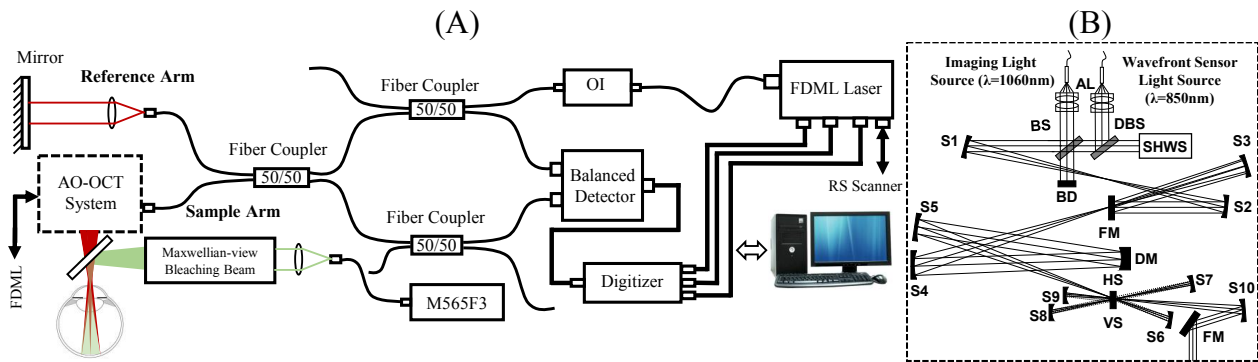 (A)
Mirror
Reference Arm
Fiber Coupler
50/50
OI
FDML Laser
Fiber Coupler
50/50
AO-OCT
System
Sample Arm
Balanced
Detector
RS Scanner
Fiber Coupler
50/50
FDML
Maxwellian-view
Bleaching Beam
M565F3
Digitizer
(B)
Imaging Light
Source (λ=1060nm)
Wavefront Sensor
Light Source
(λ=850nm)
AL
BS
DBS
S1
SHWS
S3
BD
S2
S5
FM
DM
S4
HS
S7
S9
S10
S8
VS
S6
FM